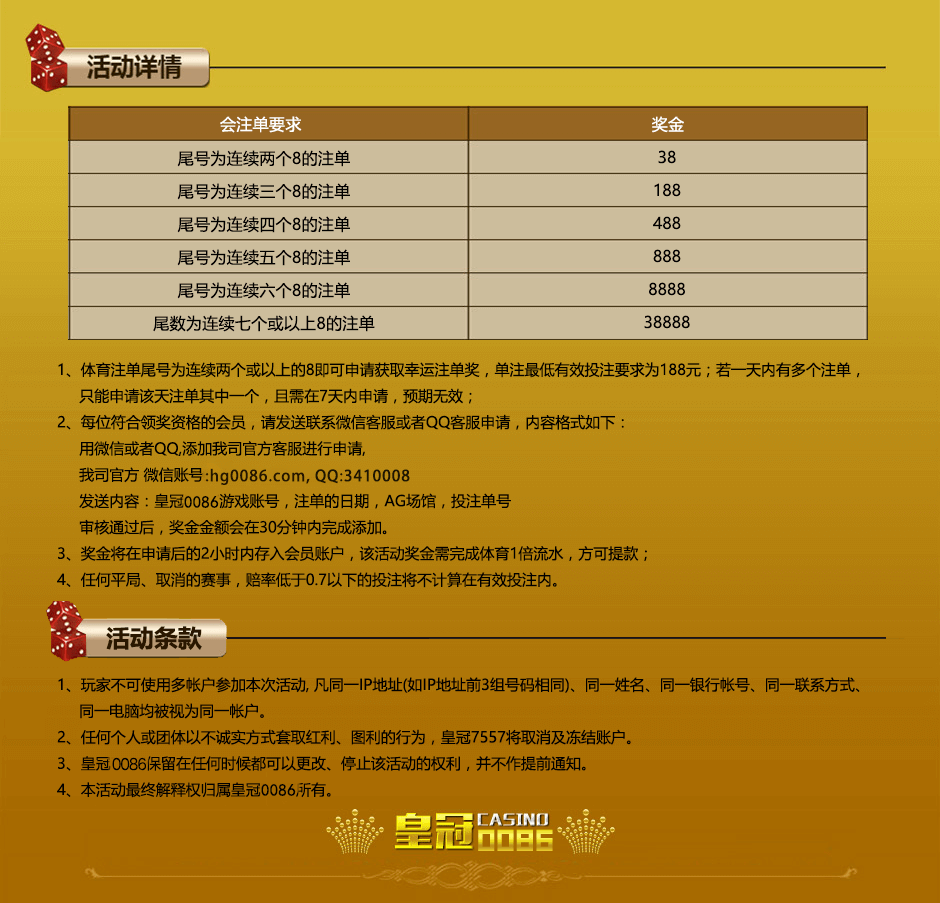 活动详情
会注单要求 奖金
尾号为连续两个8的注单 38
尾号为连续三个8的注单 188
尾号为连续四个8的注单 488
尾号为连续五个8的注单 888
尾号为连续六个8的注单 8888
尾数为连续七个或以上8的注单 38888
1、体育注单尾号为连续两个或以上的8即可申请获取幸运注单奖，单注最低有效投注要求为188元；若一天内有多个注单，
只能申请该天注单其中一个，且需在7天内申请，预期无效；
2、每位符合领奖资格的会员，请发送联系微信客服或者QQ客服申请，内容格式如下：
用微信或者QQ,添加我司官方客服进行申请,
我司官方 微信账号:hg0086.com, QQ:3410008
发送内容：皇冠0086游戏账号，注单的日期，AG场馆，投注单号
审核通过后，奖金金额会在30分钟内完成添加。
3、奖金将在申请后的2小时内存入会员账户，该活动奖金需完成体育1倍流水，方可提款；
4、任何平局、取消的赛事，赔率低于0.7以下的投注将不计算在有效投注内。
活动条款
1、玩家不可使用多帐户参加本次活动, 凡同一IP地址(如IP地址前3组号码相同)、同一姓名、同一银行帐号、同一联系方式、
同一电脑均被视为同一帐户。
2、任何个人或团体以不诚实方式套取红利、图利的行为，皇冠7557将取消及冻结账户。
3、皇冠0086保留在任何时候都可以更改、停止该活动的权利，并不作提前通知。
4、本活动最终解释权归属皇冠0086所有。
皇冠 CASINO 0086